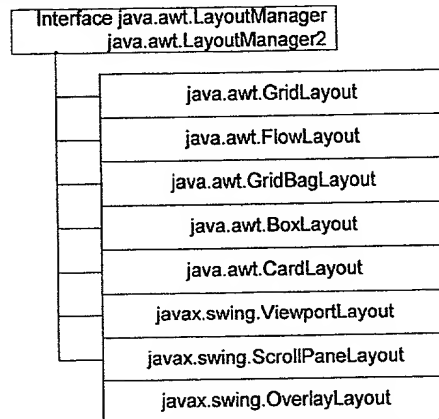 Interface java.awt.LayoutManager
java.awt.LayoutManager2
java.awt.GridLayout
java.awt.FlowLayout
java.awt.GridBagLayout
java.awt.BoxLayout
java.awt.CardLayout
javax.swing.ViewportLayout
javax.swing.ScrollPaneLayout
javax.swing.OverlayLayout